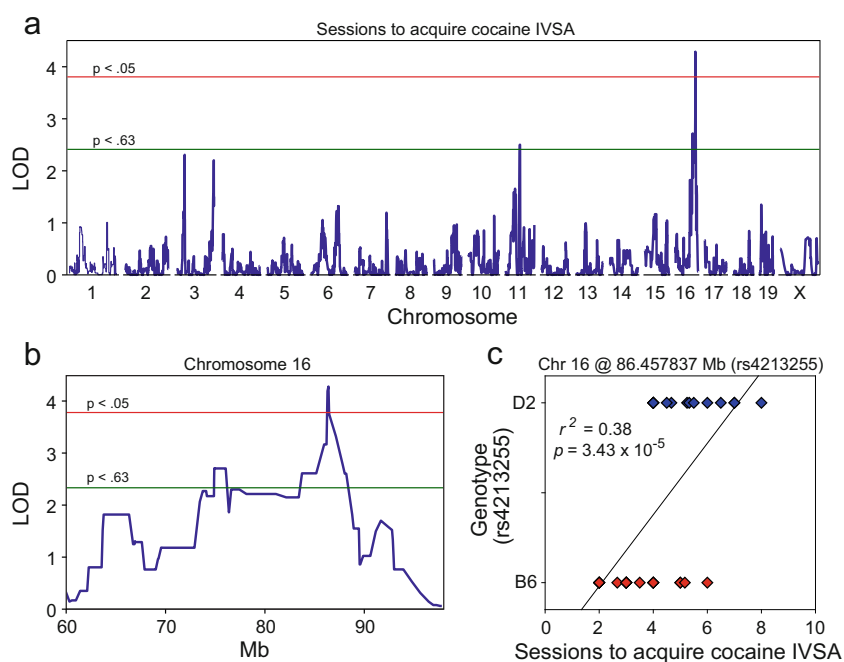 a
Sessions to acquire cocaine IVSA
LOD
4
3
2
1
0
p < .05
p < .63
1 2 3 4 5 6 7 8 9 10 11 12 13 14 15 16 17 18 19 X
Chromosome
b
Chromosome 16
LOD
4
3
2
1
0
p < .05
p < .63
60 70 80 90
Mb
c
Chr 16 @ 86.457837 Mb (rs4213255)
Genotype
(rs4213255)
D2
B6
r² = 0.38
p = 3.43 x 10⁻⁵
0 2 4 6 8 10
Sessions to acquire cocaine IVSA